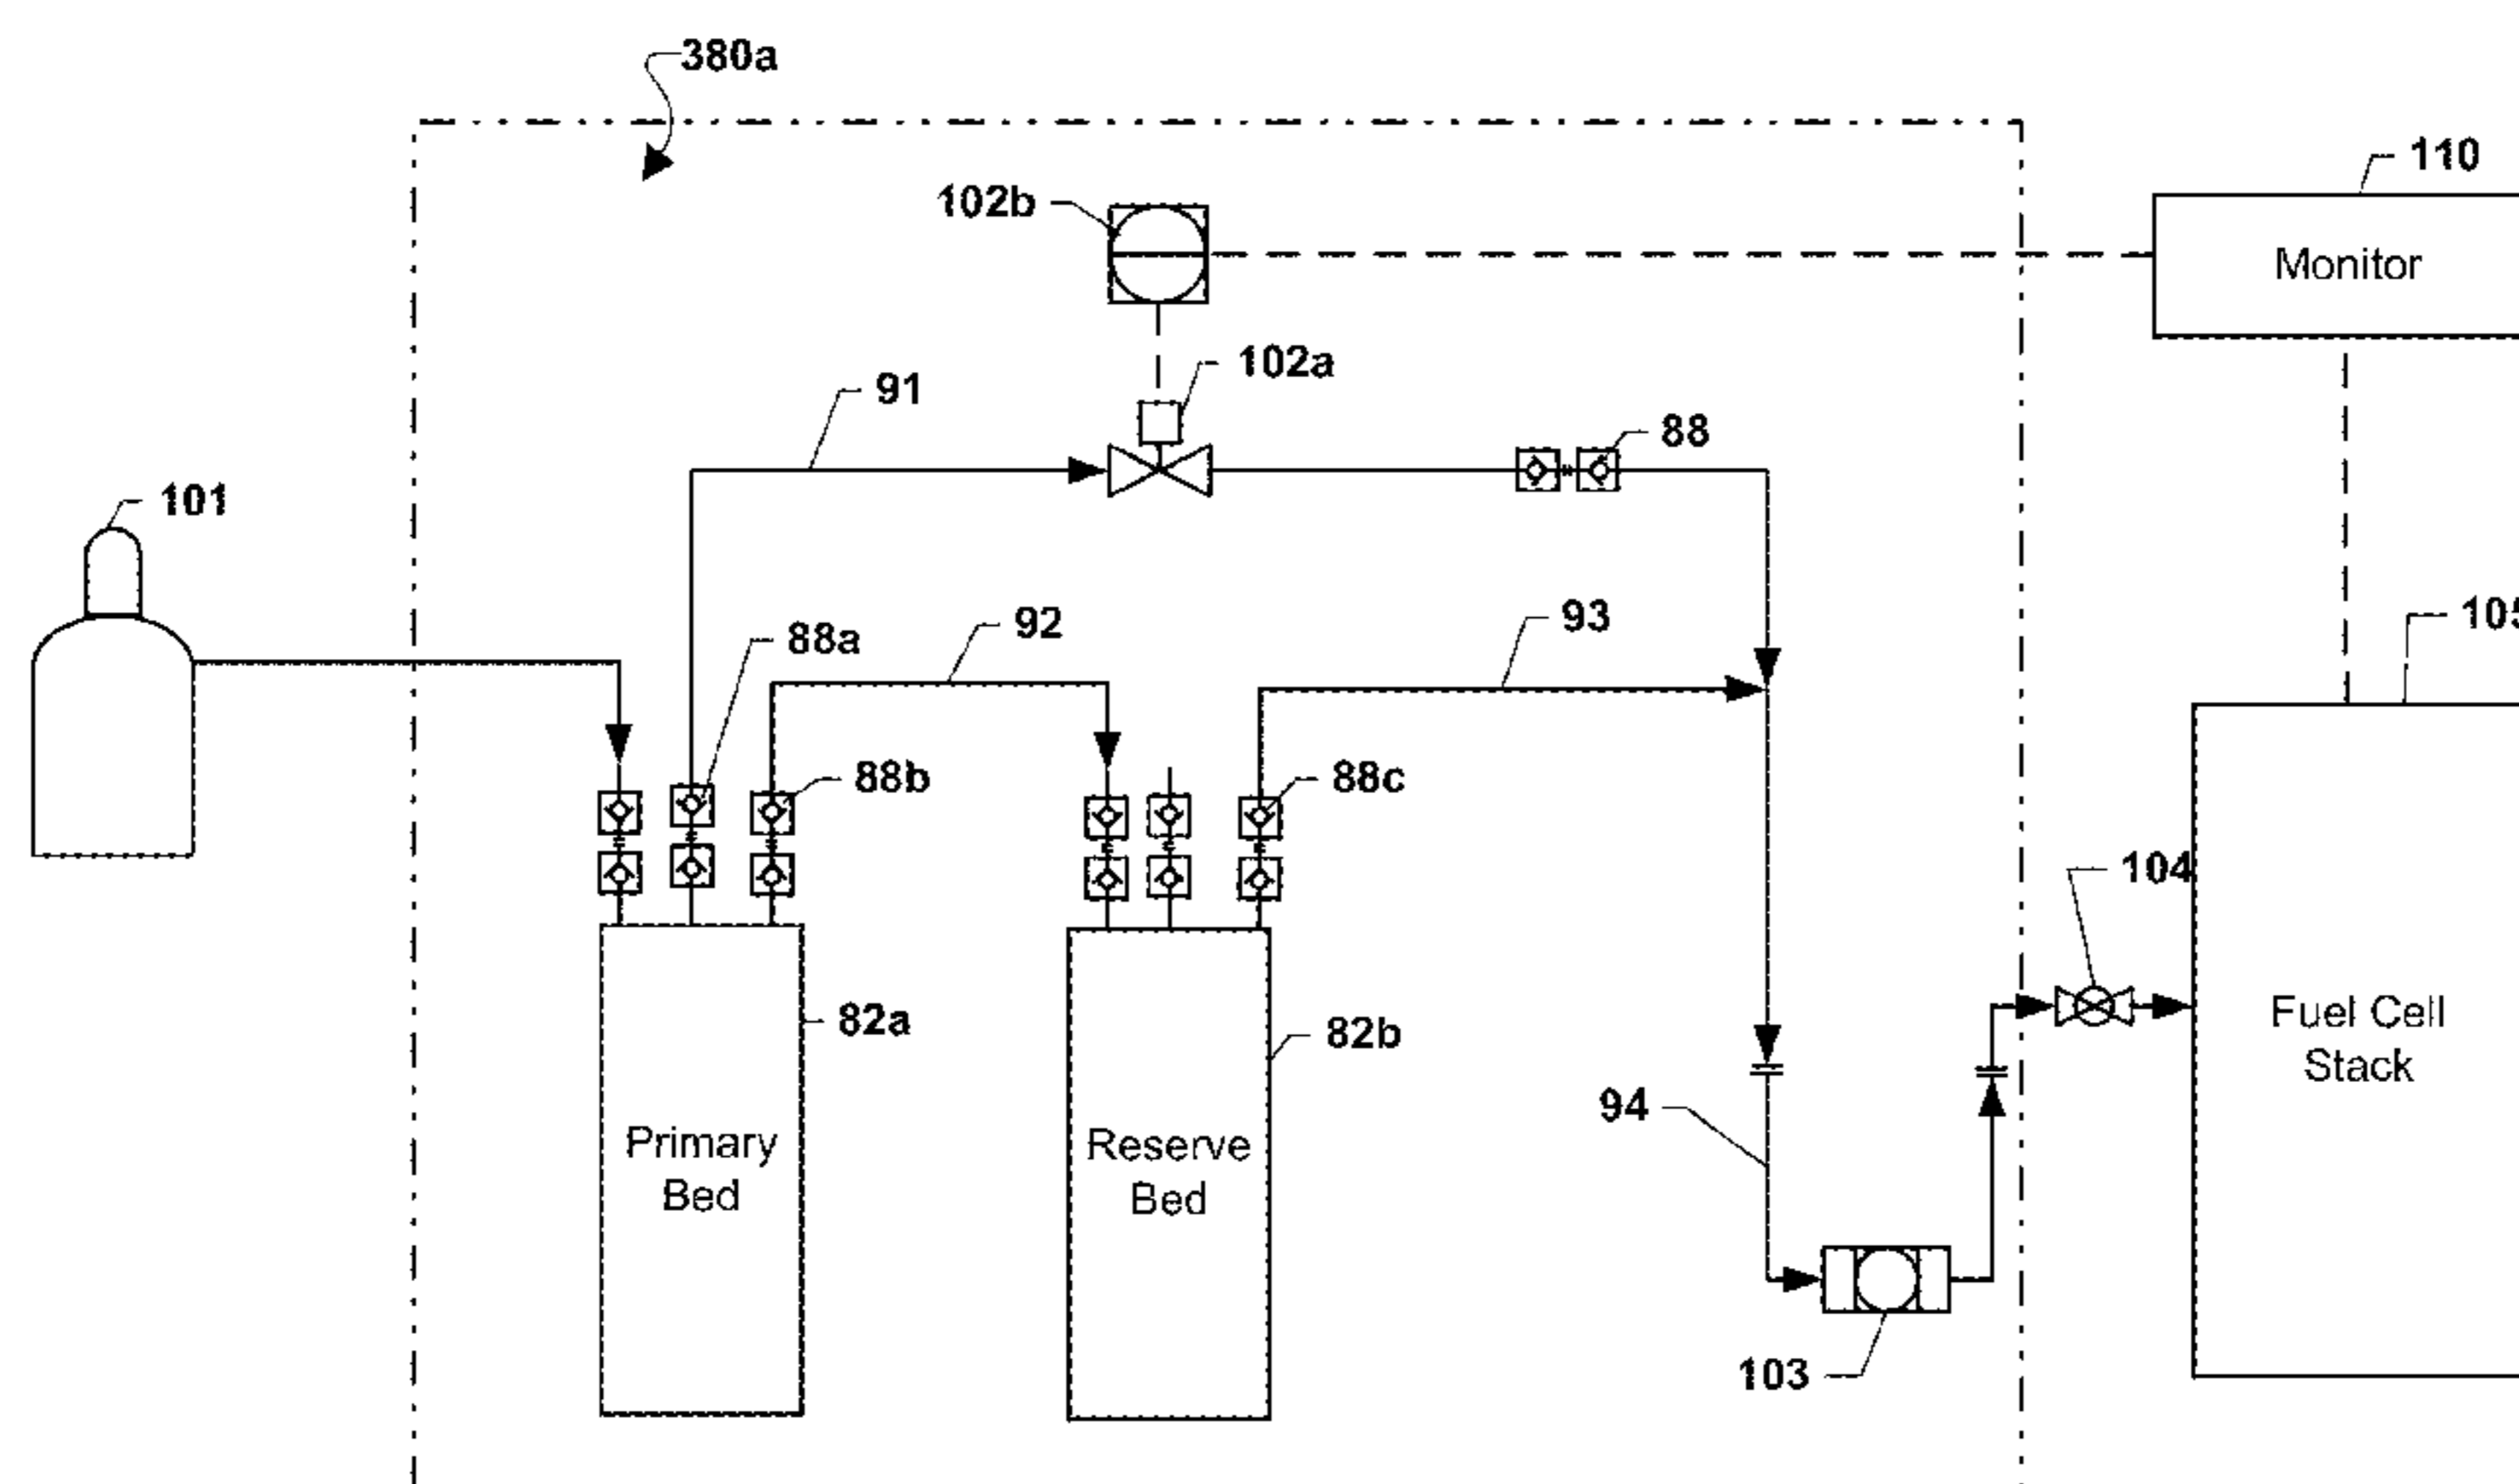 380a
110
102b
Monitor
102a
91
88
101
92
93
88a
105
88b
88c
104
82a
82b
Fuel Cell
Stack
94
Primary
Bed
Reserve
Bed
103